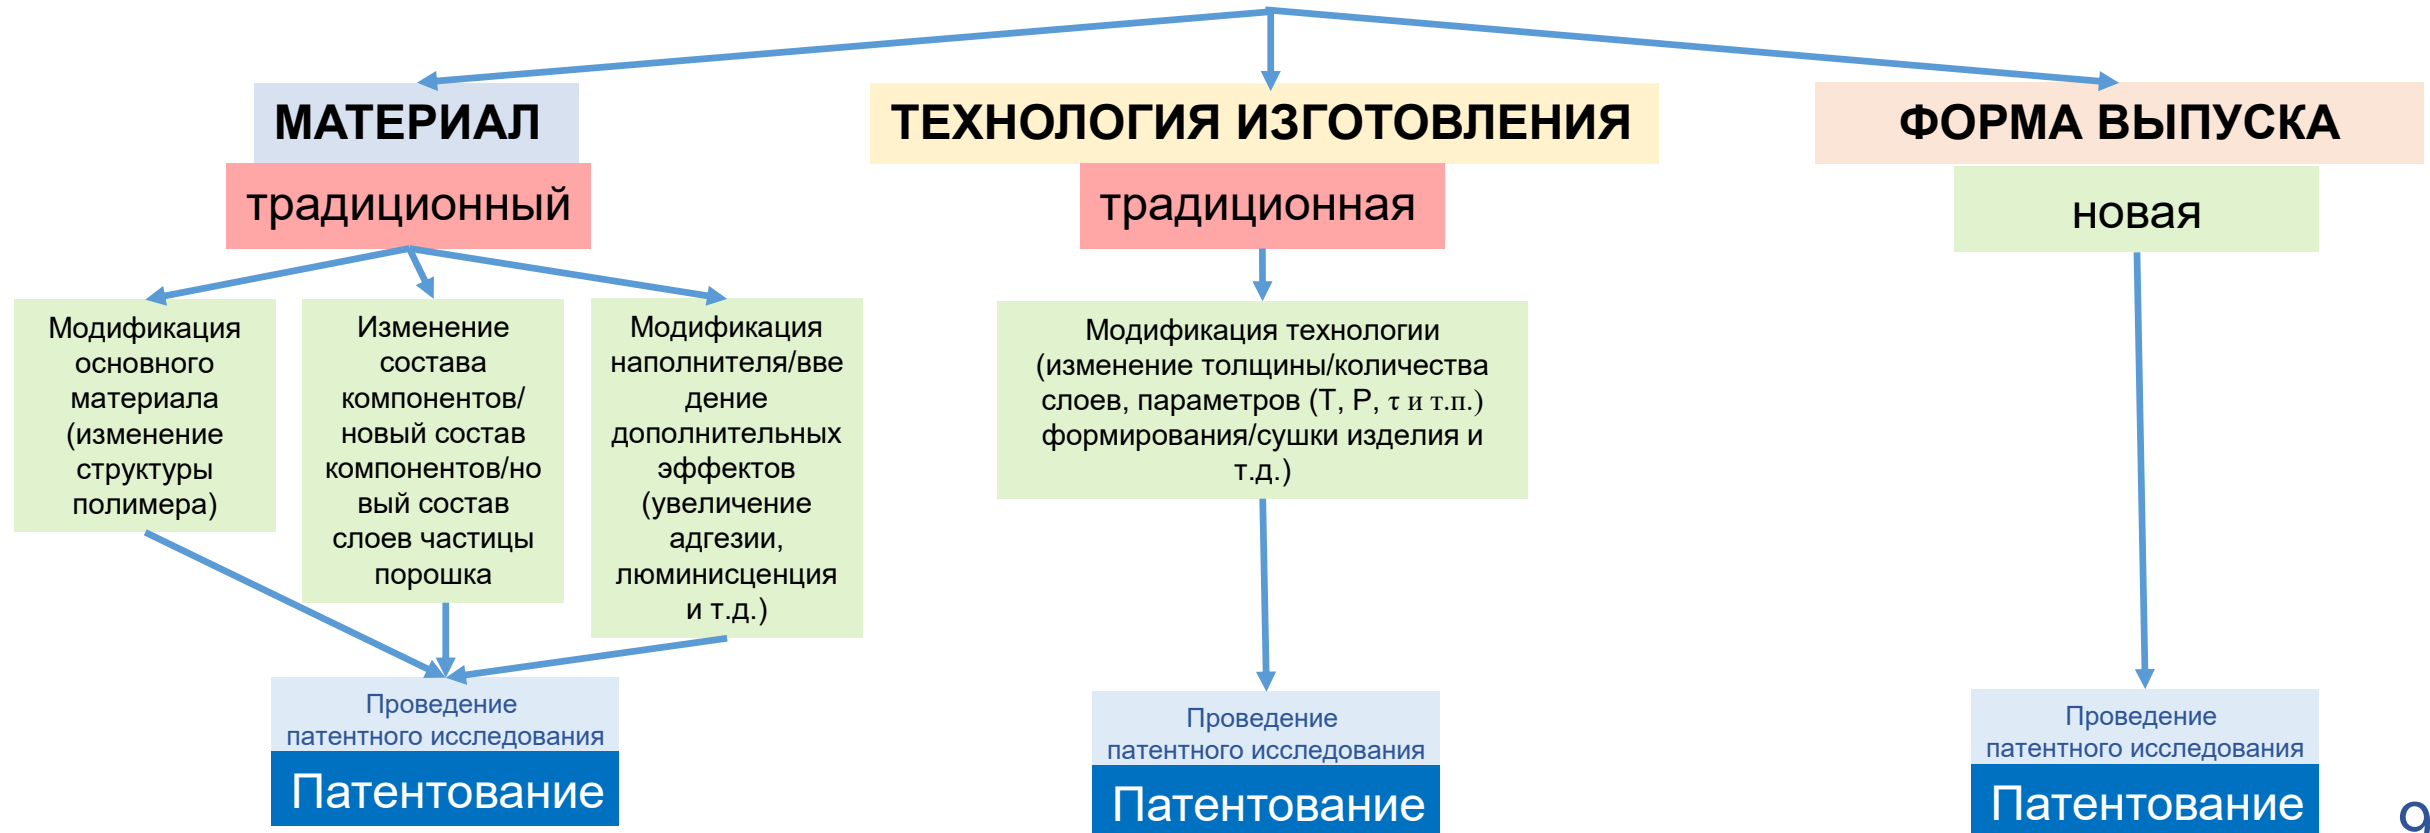 МАТЕРИАЛ
традиционный
Модификация
основного
материала
(изменение
структуры
полимера)
Изменение
состава
компонентов/
новый состав
компонентов/но
вый состав
слоев частицы
порошка
Модификация
наполнителя/вве
дение
дополнительных
эффектов
(увеличение
адгезии,
люминисценция
и т.д.)
Проведение
патентного исследования
Патентование
ТЕХНОЛОГИЯ ИЗГОТОВЛЕНИЯ
традиционная
Модификация технологии
(изменение толщины/количества
слоев, параметров (Т, Р, τ и т.п.)
формирования/сушки изделия и
т.д.)
Проведение
патентного исследования
Патентование
ФОРМА ВЫПУСКА
новая
Проведение
патентного исследования
Патентование